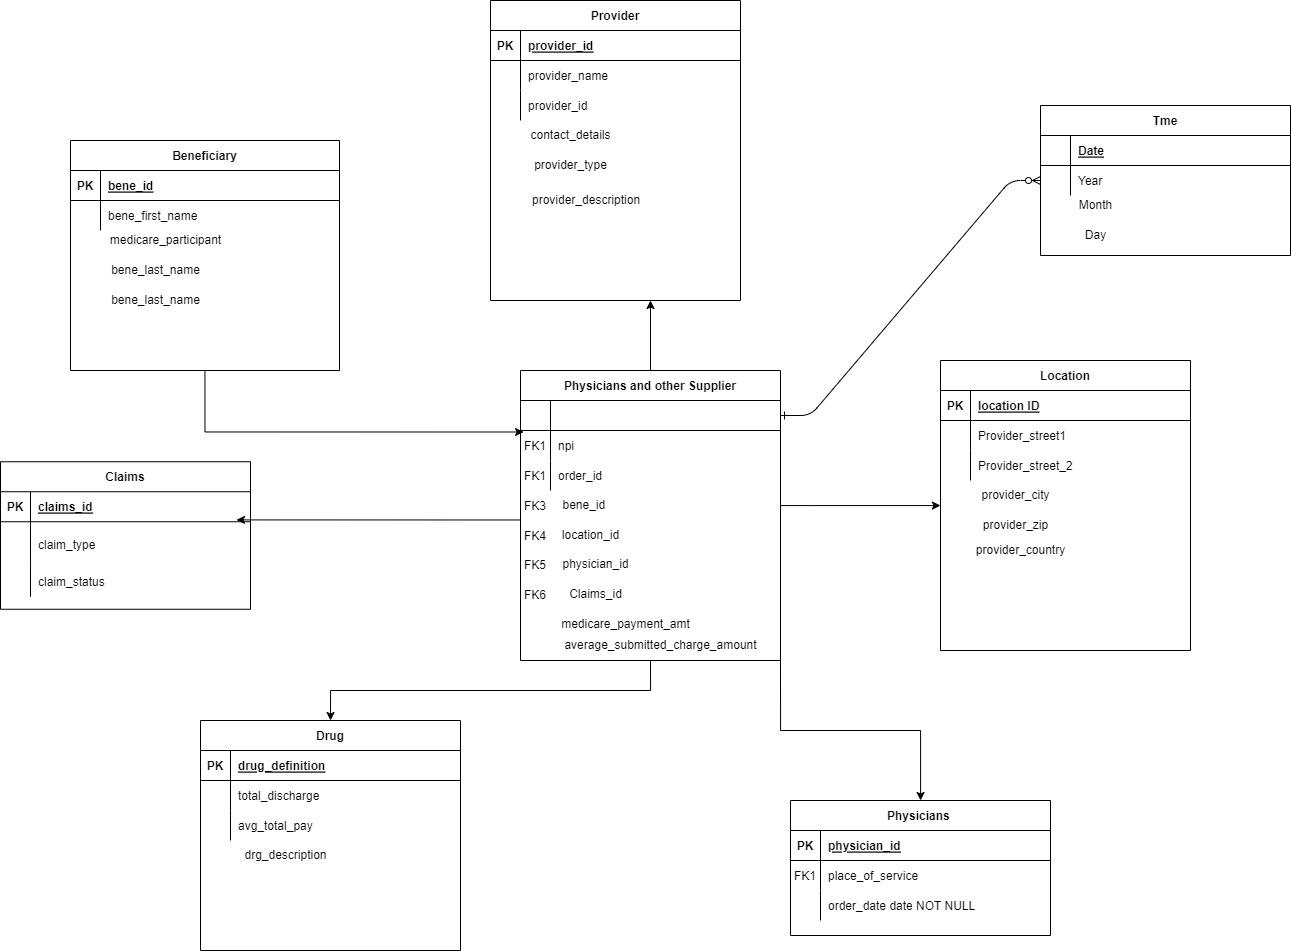 Provider
PK provider_id
provider_name
provider_id
contact_details
provider_type
provider_description
Tme
Date
Year
Month
Day
Beneficiary
PK bene_id
bene_first_name
medicare_participant
bene_last_name
bene_last_name
Physicians and other Supplier
FK1 npi
FK1 order_id
FK3 bene_id
FK4 location_id
FK5 physician_id
FK6 Claims_id
medicare_payment_amt
average_submitted_charge_amount
Location
PK location ID
Provider_street1
Provider_street_2
provider_city
provider_zip
provider_country
Claims
PK claims_id
claim_type
claim_status
Drug
PK drug_definition
total_discharge
avg_total_pay
drg_description
Physicians
PK physician_id
FK1 place_of_service
order_date date NOT NULL